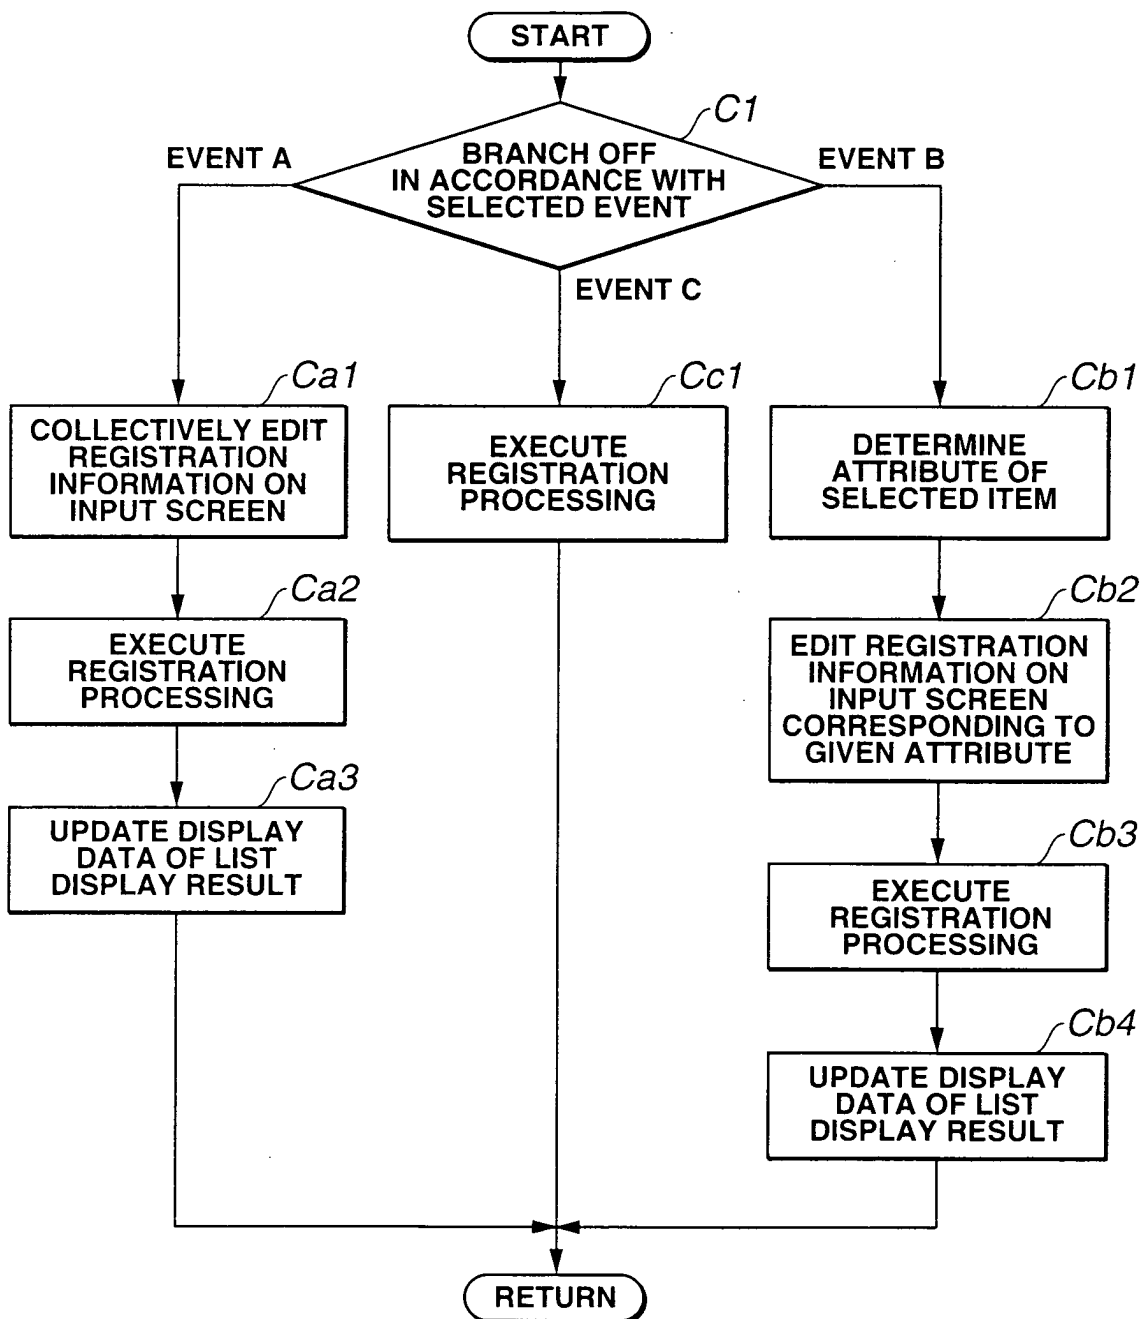 START
C1
EVENT A
BRANCH OFF
IN ACCORDANCE WITH
SELECTED EVENT
EVENT B
EVENT C
Ca1
COLLECTIVELY EDIT
REGISTRATION
INFORMATION ON
INPUT SCREEN
Cc1
EXECUTE
REGISTRATION
PROCESSING
Cb1
DETERMINE
ATTRIBUTE OF
SELECTED ITEM
Ca2
EXECUTE
REGISTRATION
PROCESSING
Cb2
EDIT REGISTRATION
INFORMATION ON
INPUT SCREEN
CORRESPONDING TO
GIVEN ATTRIBUTE
Ca3
UPDATE DISPLAY
DATA OF LIST
DISPLAY RESULT
Cb3
EXECUTE
REGISTRATION
PROCESSING
Cb4
UPDATE DISPLAY
DATA OF LIST
DISPLAY RESULT
RETURN